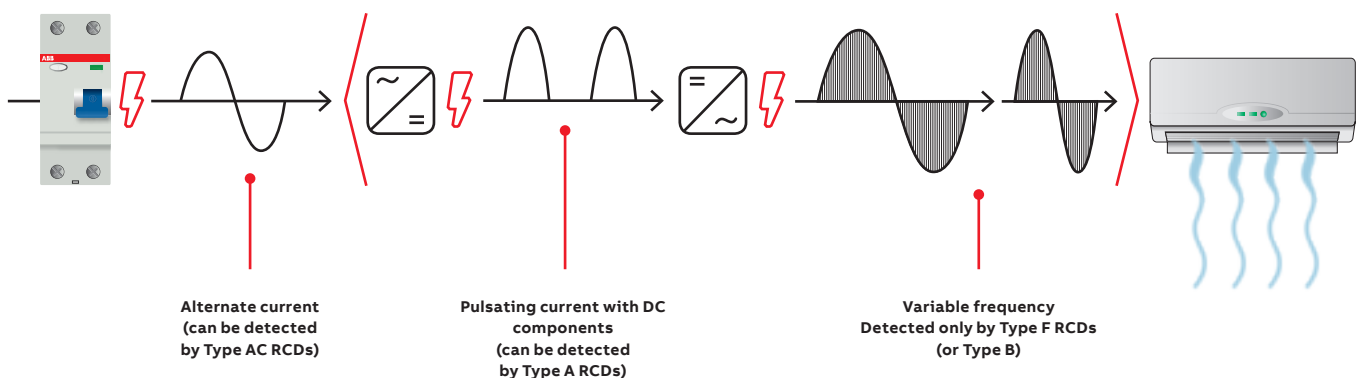 ABB
Alternate current
(can be detected
by Type AC RCDs)
Pulsating current with DC
components
(can be detected
by Type A RCDs)
Variable frequency
Detected only by Type F RCDs
(or Type B)